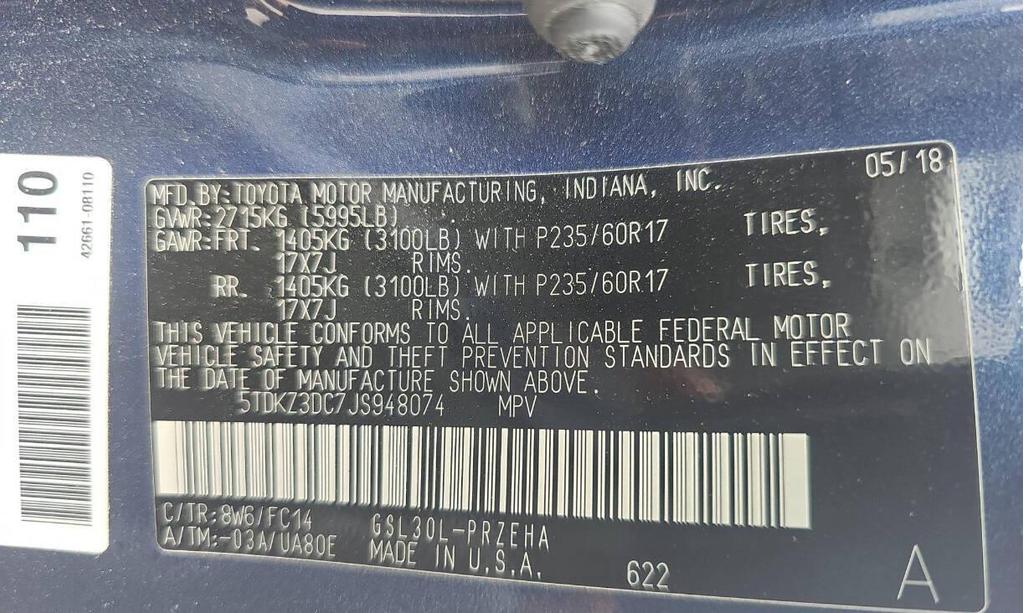 110
42661-08110
05/18
MFD.BY:TOYOTA MOTOR MANUFACTURING, INDIANA, INC.
GVWR:2715KG (5995LB)
GAWR:FRT. 1405KG (3100LB) WITH P235/60R17 TIRES,
17X7J RIMS.
RR. 1405KG (3100LB) WITH P235/60R17 TIRES,
17X7J RIMS.
THIS VEHICLE CONFORMS TO ALL APPLICABLE FEDERAL MOTOR
VEHICLE SAFETY AND THEFT PREVENTION STANDARDS IN EFFECT ON
THE DATE OF MANUFACTURE SHOWN ABOVE.
5TDKZ3DC7JS948074 MPV
C/TR:8W6/FC14 GSL30L-PRZEHA
A/TM:-03A/UA80E MADE IN U.S.A. 622 A